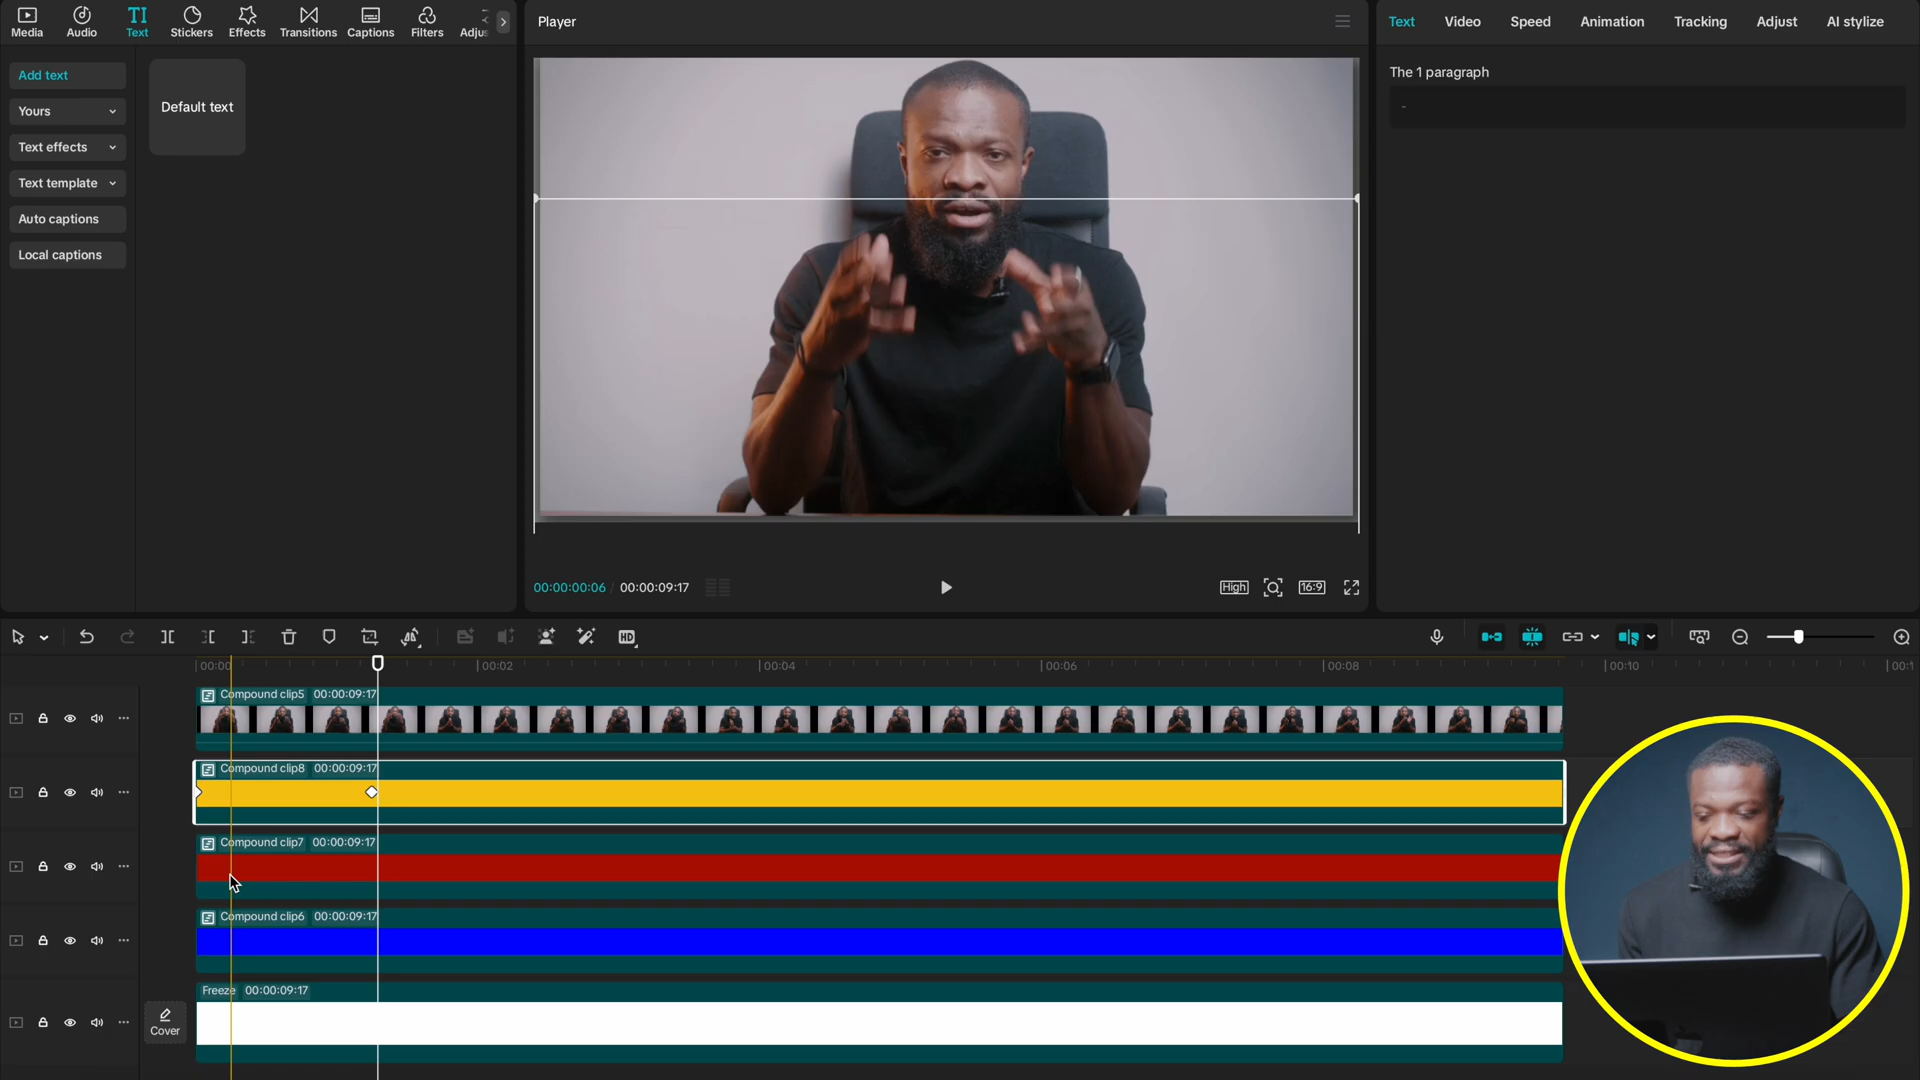 Media
Audio
TI
Text
Stickers
Effects
Transitions
Captions
Filters
Player
Text
Video
Speed
Animation
Tracking
Adjust
AI stylize
Add text
Yours
Text effects
Text template
Auto captions
Local captions
Default text
The 1 paragraph
-
00:00:00:06 / 00:00:09:17
High
16:9
HD
00:00
00:02
00:04
00:06
00:08
00:10
Compound clip5 00:00:09:17
Compound clip8 00:00:09:17
Compound clip7 00:00:09:17
Compound clip6 00:00:09:17
Freeze 00:00:09:17
Cover